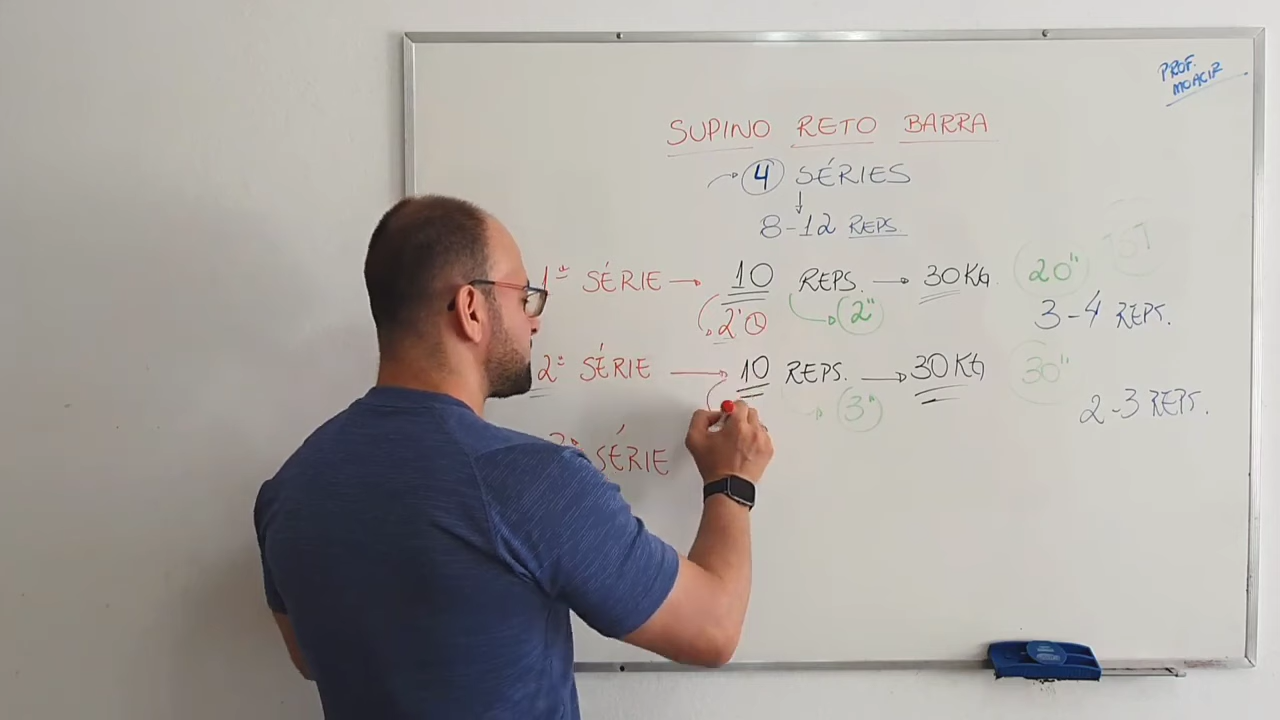 PROF.
MOACIR
SUPINO RETO BARRA
4 SÉRIES
8-12 REPS.
1ª SÉRIE → 10 REPS. → 30KG 20"
2' 2" 3-4 REPS.
2ª SÉRIE → 10 REPS. → 30KG 30"
3" 2-3 REPS.
3ª SÉRIE